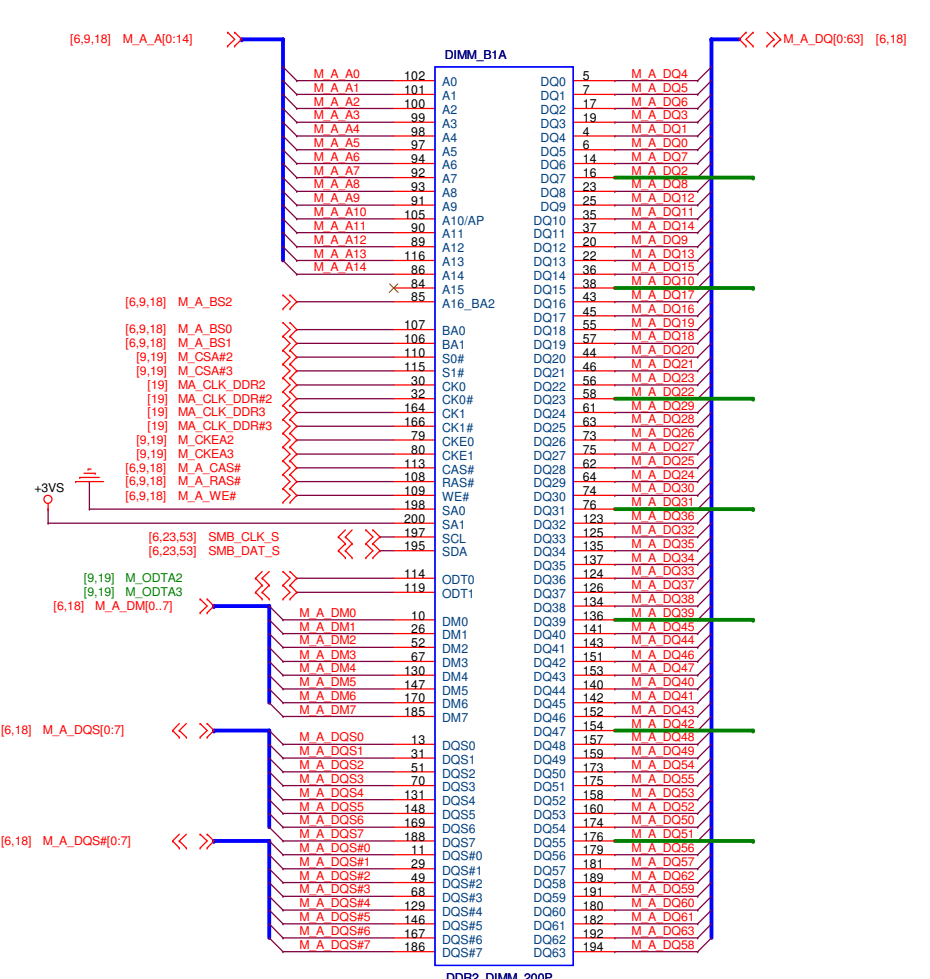 [6,9,18] M_A_A[0:14]
M_A_DQ[0:63] [6,18]
DIMM_B1A
M_A_A0 102 A0 DQ0 5 M_A_DQ4
M_A_A1 101 A1 DQ1 7 M_A_DQ5
M_A_A2 100 A2 DQ2 17 M_A_DQ6
M_A_A3 99 A3 DQ3 19 M_A_DQ3
M_A_A4 98 A4 DQ4 4 M_A_DQ1
M_A_A5 97 A5 DQ5 6 M_A_DQ0
M_A_A6 94 A6 DQ6 14 M_A_DQ7
M_A_A7 92 A7 DQ7 16 M_A_DQ2
M_A_A8 93 A8 DQ8 23 M_A_DQ8
M_A_A9 91 A9 DQ9 25 M_A_DQ12
M_A_A10 105 A10/AP DQ10 35 M_A_DQ11
M_A_A11 90 A11 DQ11 37 M_A_DQ14
M_A_A12 89 A12 DQ12 20 M_A_DQ9
M_A_A13 116 A13 DQ13 22 M_A_DQ13
M_A_A14 86 A14 DQ14 36 M_A_DQ15
84 A15 DQ15 38 M_A_DQ10
[6,9,18] M_A_BS2 85 A16_BA2 DQ16 43 M_A_DQ17
DQ17 45 M_A_DQ16
[6,9,18] M_A_BS0 107 BA0 DQ18 55 M_A_DQ19
[6,9,18] M_A_BS1 106 BA1 DQ19 57 M_A_DQ18
[9,19] M_CSA#2 110 S0# DQ20 44 M_A_DQ20
[9,19] M_CSA#3 115 S1# DQ21 46 M_A_DQ21
[19] MA_CLK_DDR2 30 CK0 DQ22 56 M_A_DQ23
[19] MA_CLK_DDR#2 32 CK0# DQ23 58 M_A_DQ22
[19] MA_CLK_DDR3 164 CK1 DQ24 61 M_A_DQ29
[19] MA_CLK_DDR#3 166 CK1# DQ25 63 M_A_DQ28
[9,19] M_CKEA2 79 CKE0 DQ26 73 M_A_DQ26
[9,19] M_CKEA3 80 CKE1 DQ27 75 M_A_DQ27
[6,9,18] M_A_CAS# 113 CAS# DQ28 62 M_A_DQ25
[6,9,18] M_A_RAS# 108 RAS# DQ29 64 M_A_DQ24
[6,9,18] M_A_WE# 109 WE# DQ30 74 M_A_DQ30
+3VS 198 SA0 DQ31 76 M_A_DQ31
200 SA1 DQ32 123 M_A_DQ36
[6,23,53] SMB_CLK_S 197 SCL DQ33 125 M_A_DQ32
[6,23,53] SMB_DAT_S 195 SDA DQ34 135 M_A_DQ35
DQ35 137 M_A_DQ34
[9,19] M_ODTA2 114 ODT0 DQ36 124 M_A_DQ33
[9,19] M_ODTA3 119 ODT1 DQ37 126 M_A_DQ37
[6,18] M_A_DM[0..7] DQ38 134 M_A_DQ38
M_A_DM0 10 DM0 DQ39 136 M_A_DQ39
M_A_DM1 26 DM1 DQ40 141 M_A_DQ45
M_A_DM2 52 DM2 DQ41 143 M_A_DQ44
M_A_DM3 67 DM3 DQ42 151 M_A_DQ46
M_A_DM4 130 DM4 DQ43 153 M_A_DQ47
M_A_DM5 147 DM5 DQ44 140 M_A_DQ40
M_A_DM6 170 DM6 DQ45 142 M_A_DQ41
M_A_DM7 185 DM7 DQ46 152 M_A_DQ43
[6,18] M_A_DQS[0:7] DQ47 154 M_A_DQ42
M_A_DQS0 13 DQS0 DQ48 157 M_A_DQ48
M_A_DQS1 31 DQS1 DQ49 159 M_A_DQ49
M_A_DQS2 51 DQS2 DQ50 173 M_A_DQ54
M_A_DQS3 70 DQS3 DQ51 175 M_A_DQ55
M_A_DQS4 131 DQS4 DQ52 158 M_A_DQ53
M_A_DQS5 148 DQS5 DQ53 160 M_A_DQ52
M_A_DQS6 169 DQS6 DQ54 174 M_A_DQ50
M_A_DQS7 188 DQS7 DQ55 176 M_A_DQ51
[6,18] M_A_DQS#[0:7]
M_A_DQS#0 11 DQS#0 DQ56 179 M_A_DQ56
M_A_DQS#1 29 DQS#1 DQ57 181 M_A_DQ57
M_A_DQS#2 49 DQS#2 DQ58 189 M_A_DQ62
M_A_DQS#3 68 DQS#3 DQ59 191 M_A_DQ59
M_A_DQS#4 129 DQS#4 DQ60 180 M_A_DQ60
M_A_DQS#5 146 DQS#5 DQ61 182 M_A_DQ61
M_A_DQS#6 167 DQS#6 DQ62 192 M_A_DQ63
M_A_DQS#7 186 DQS#7 DQ63 194 M_A_DQ58
DDR2_DIMM_200P